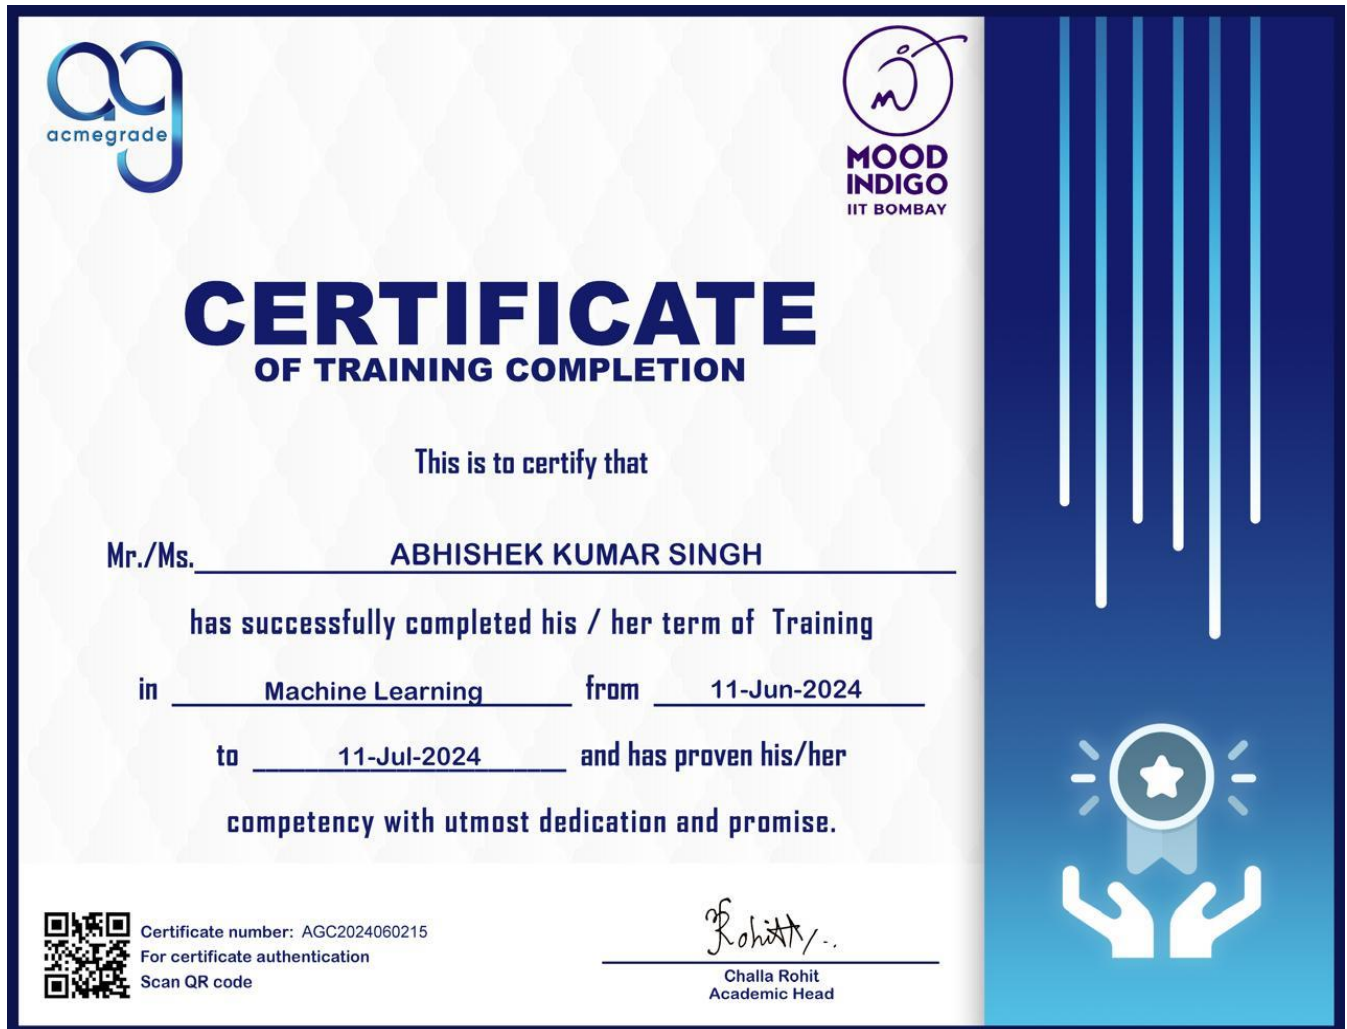 acmegrade
MOOD
INDIGO
IIT BOMBAY
CERTIFICATE
OF TRAINING COMPLETION
This is to certify that
Mr./Ms. ABHISHEK KUMAR SINGH
has successfully completed his / her term of Training
in Machine Learning from 11-Jun-2024
to 11-Jul-2024 and has proven his/her
competency with utmost dedication and promise.
Certificate number: AGC2024060215
For certificate authentication
Scan QR code
Rohit
Challa Rohit
Academic Head